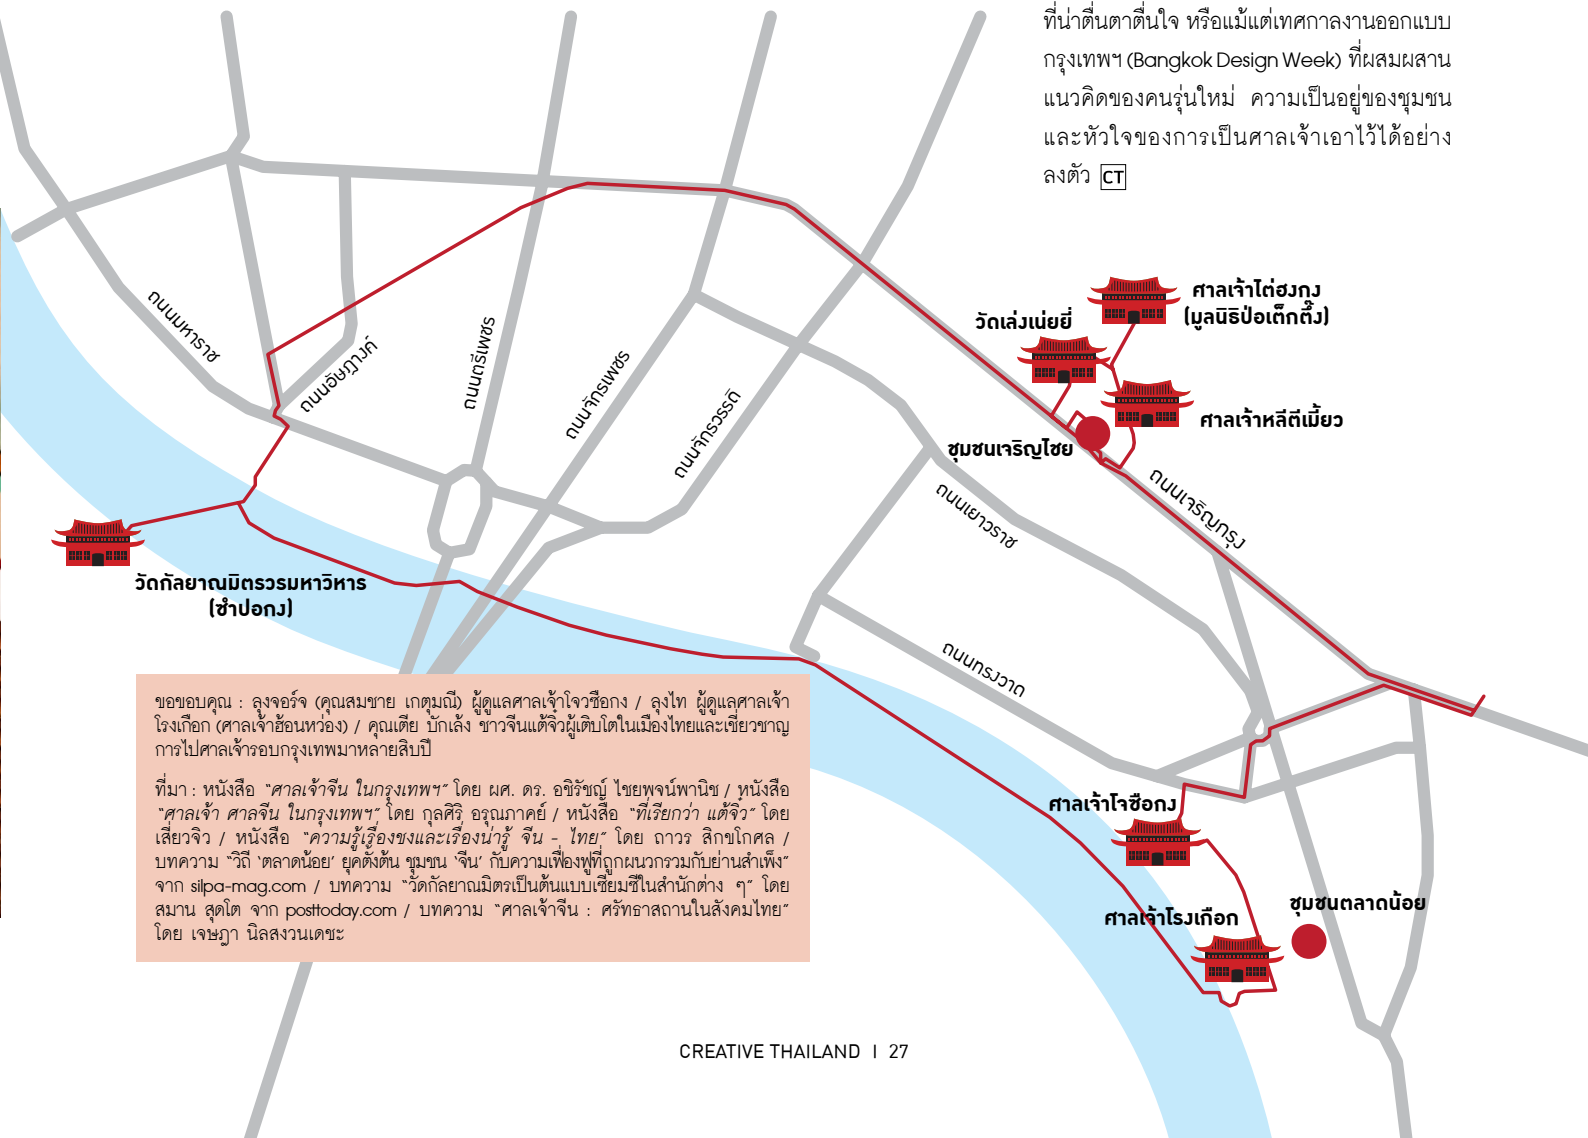 ที่น่าตื่นตาตื่นใจ หรือแม้แต่เทศกาลงานออกแบบ
กรุงเทพฯ (Bangkok Design Week) ที่ผสมผสาน
แนวคิดของคนรุ่นใหม่ ความเป็นอยู่ของชุมชน
และหัวใจของการเป็นศาลเจ้าเอาไว้ได้อย่าง
ลงตัว CT
ศาลเจ้าไต่ฮงกง
(มูลนิธิป่อเต็กตึ๊ง)
วัดเล่งเน่ยยี่
ศาลเจ้าหลีตีเมี้ยว
ชุมชนเจริญไชย
ถนนมหาราช
ถนนอัษฎางค์
ถนนตรีเพชร
ถนนจักรเพชร
ถนนจักรวรรดิ
ถนนเยาวราช
ถนนเจริญกรุง
ถนนทรงวาด
วัดกัลยาณมิตรวรมหาวิหาร
(ซำปอกง)
ศาลเจ้าโจซือกง
ศาลเจ้าโรงเกือก
ชุมชนตลาดน้อย
ขอขอบคุณ : ลุงจอร์จ (คุณสมชาย เกตุมณี) ผู้ดูแลศาลเจ้าโจวซือกง / ลุงไท ผู้ดูแลศาลเจ้า
โรงเกือก (ศาลเจ้าฮ้อนหว่อง) / คุณเตีย บักเล้ง ชาวจีนแต้จิ๋วผู้เติบโตในเมืองไทยและเชี่ยวชาญ
การไปศาลเจ้ารอบกรุงเทพมาหลายสิบปี
ที่มา : หนังสือ “ศาลเจ้าจีน ในกรุงเทพฯ” โดย ผศ. ดร. อชิรัชญ์ ไชยพจน์พานิช / หนังสือ
“ศาลเจ้า ศาลจีน ในกรุงเทพฯ” โดย กุลศิริ อรุณภาคย์ / หนังสือ “ที่เรียกว่า แต้จิ๋ว” โดย
เสี่ยวจิว / หนังสือ “ความรู้เรื่องชงและเรื่องน่ารู้ จีน - ไทย” โดย ถาวร สิกขโกศล /
บทความ “วิถี ‘ตลาดน้อย’ ยุคตั้งต้น ชุมชน ‘จีน’ กับความเฟื่องฟูที่ถูกผนวกรวมกับย่านสำเพ็ง”
จาก silpa-mag.com / บทความ “วัดกัลยาณมิตรเป็นต้นแบบเซียมซีในสำนักต่าง ๆ” โดย
สมาน สุดโต จาก posttoday.com / บทความ “ศาลเจ้าจีน : ศรัทธาสถานในสังคมไทย”
โดย เจษฎา นิลสงวนเดชะ
CREATIVE THAILAND I 27